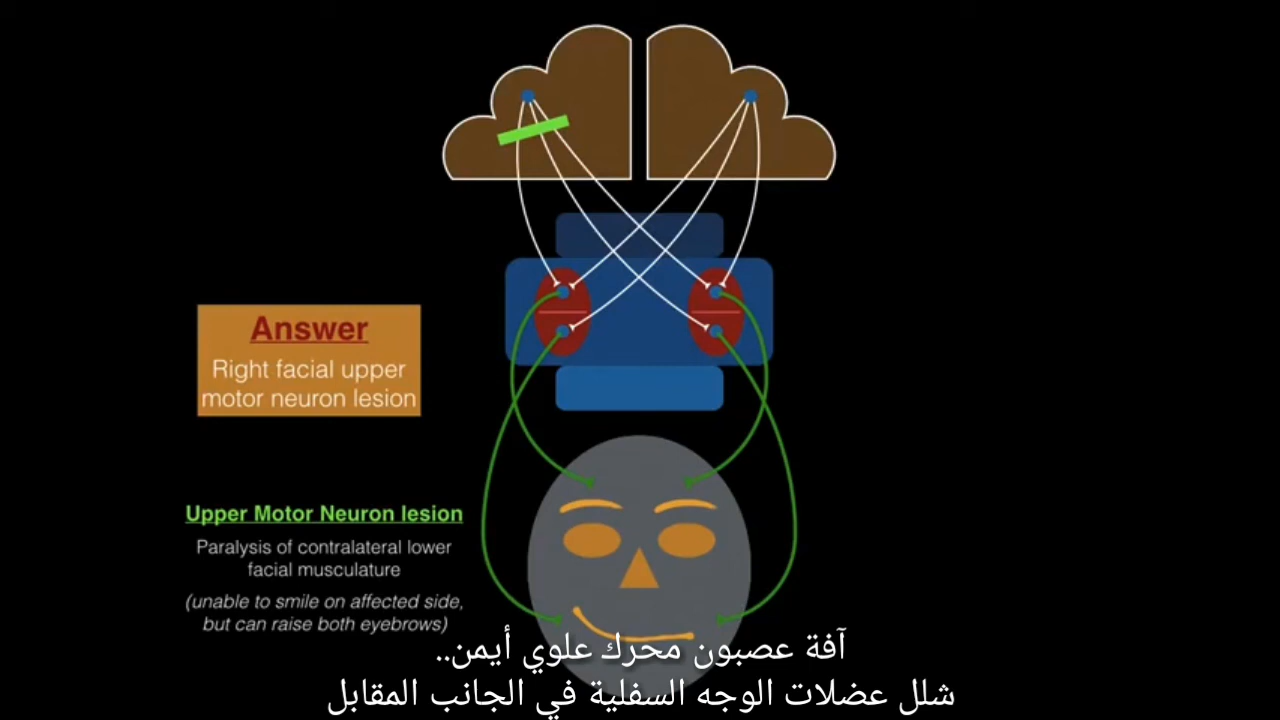 Answer
Right facial upper
motor neuron lesion
Upper Motor Neuron lesion
Paralysis of contralateral lower
facial musculature
(unable to smile on affected side,
but can raise both eyebrows)
آفة عصبون محرك علوي أيمن..
شلل عضلات الوجه السفلية في الجانب المقابل